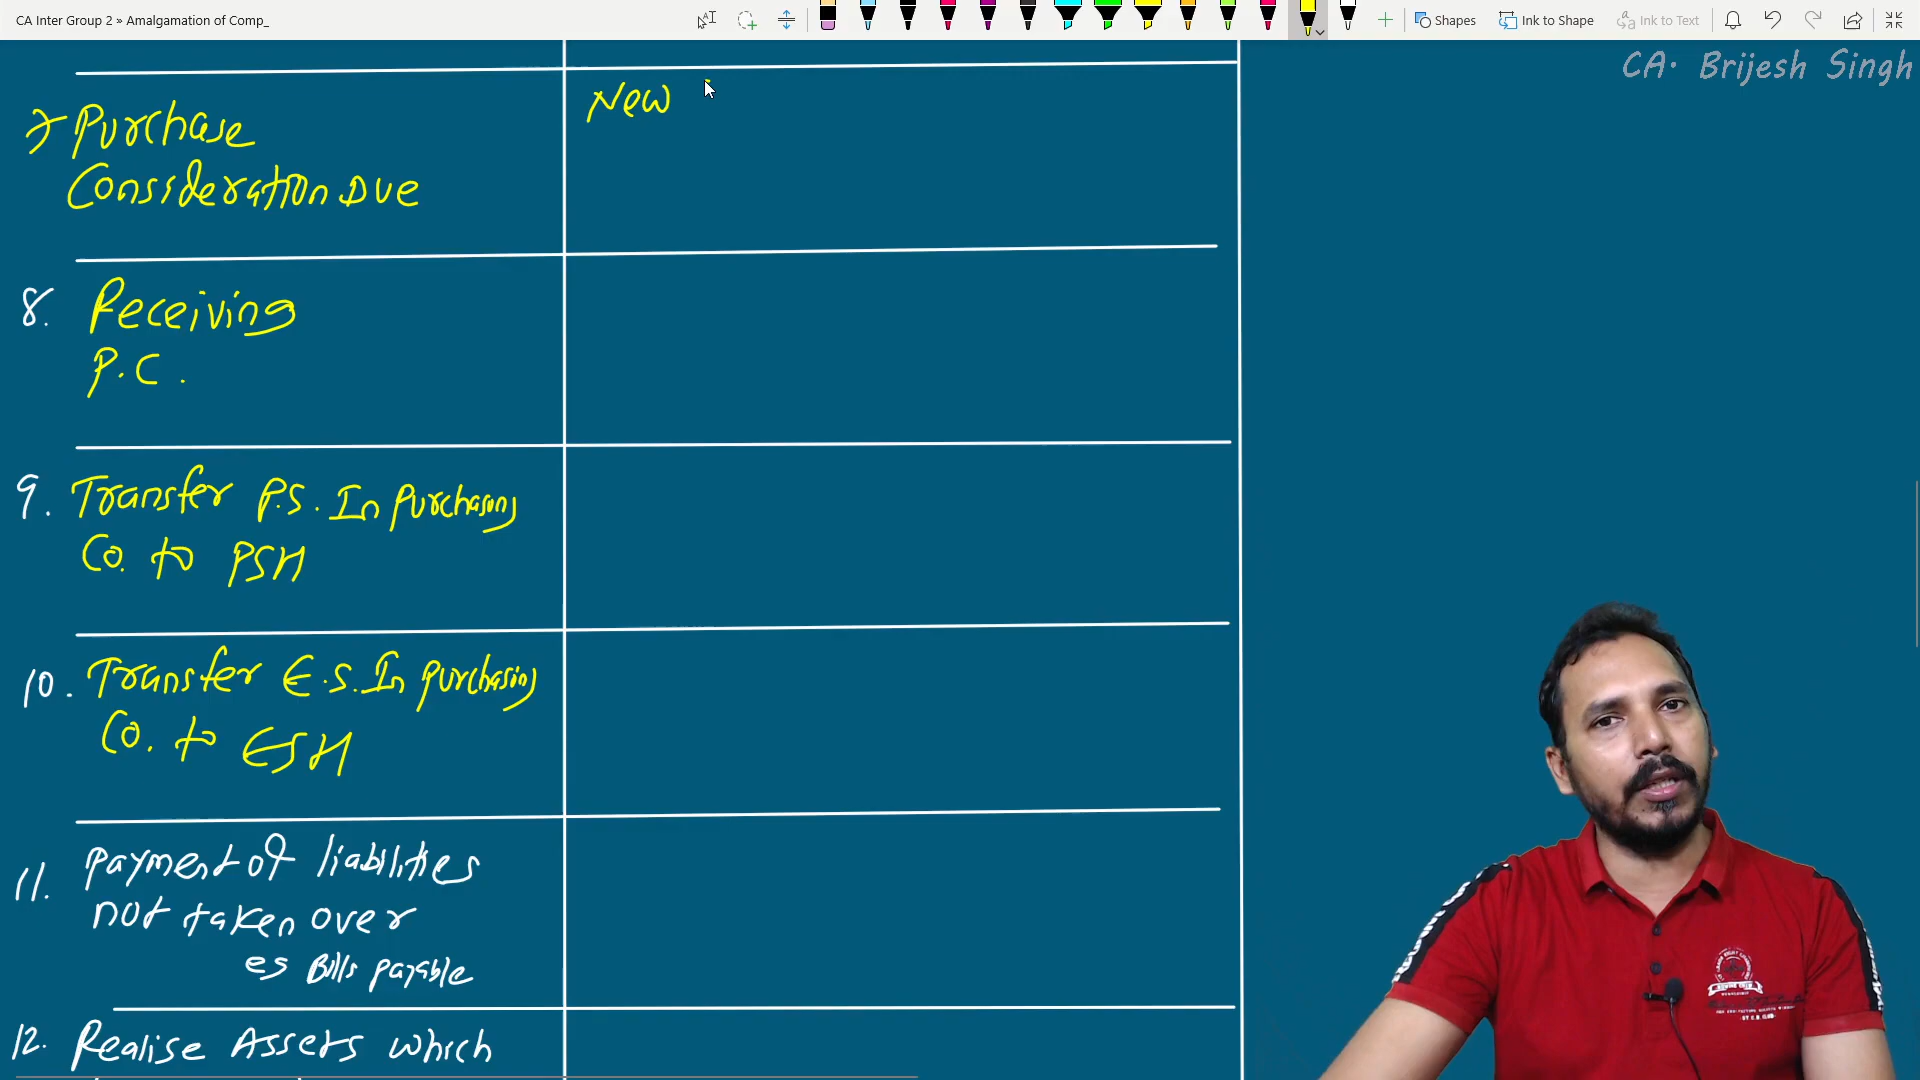 CA Inter Group 2 » Amalgamation of Comp_
Shapes
Ink to Shape
Ink to Text
CA. Brijesh Singh
7 Purchase
Consideration Due
New
8. Receiving
P.C.
9. Transfer P.S. In Purchasing
Co. to PSH
10. Transfer E.S. In Purchasing
Co. to ESH
11. payment of liabilities
not taken over
es Bills payable
12. Realise Assets which